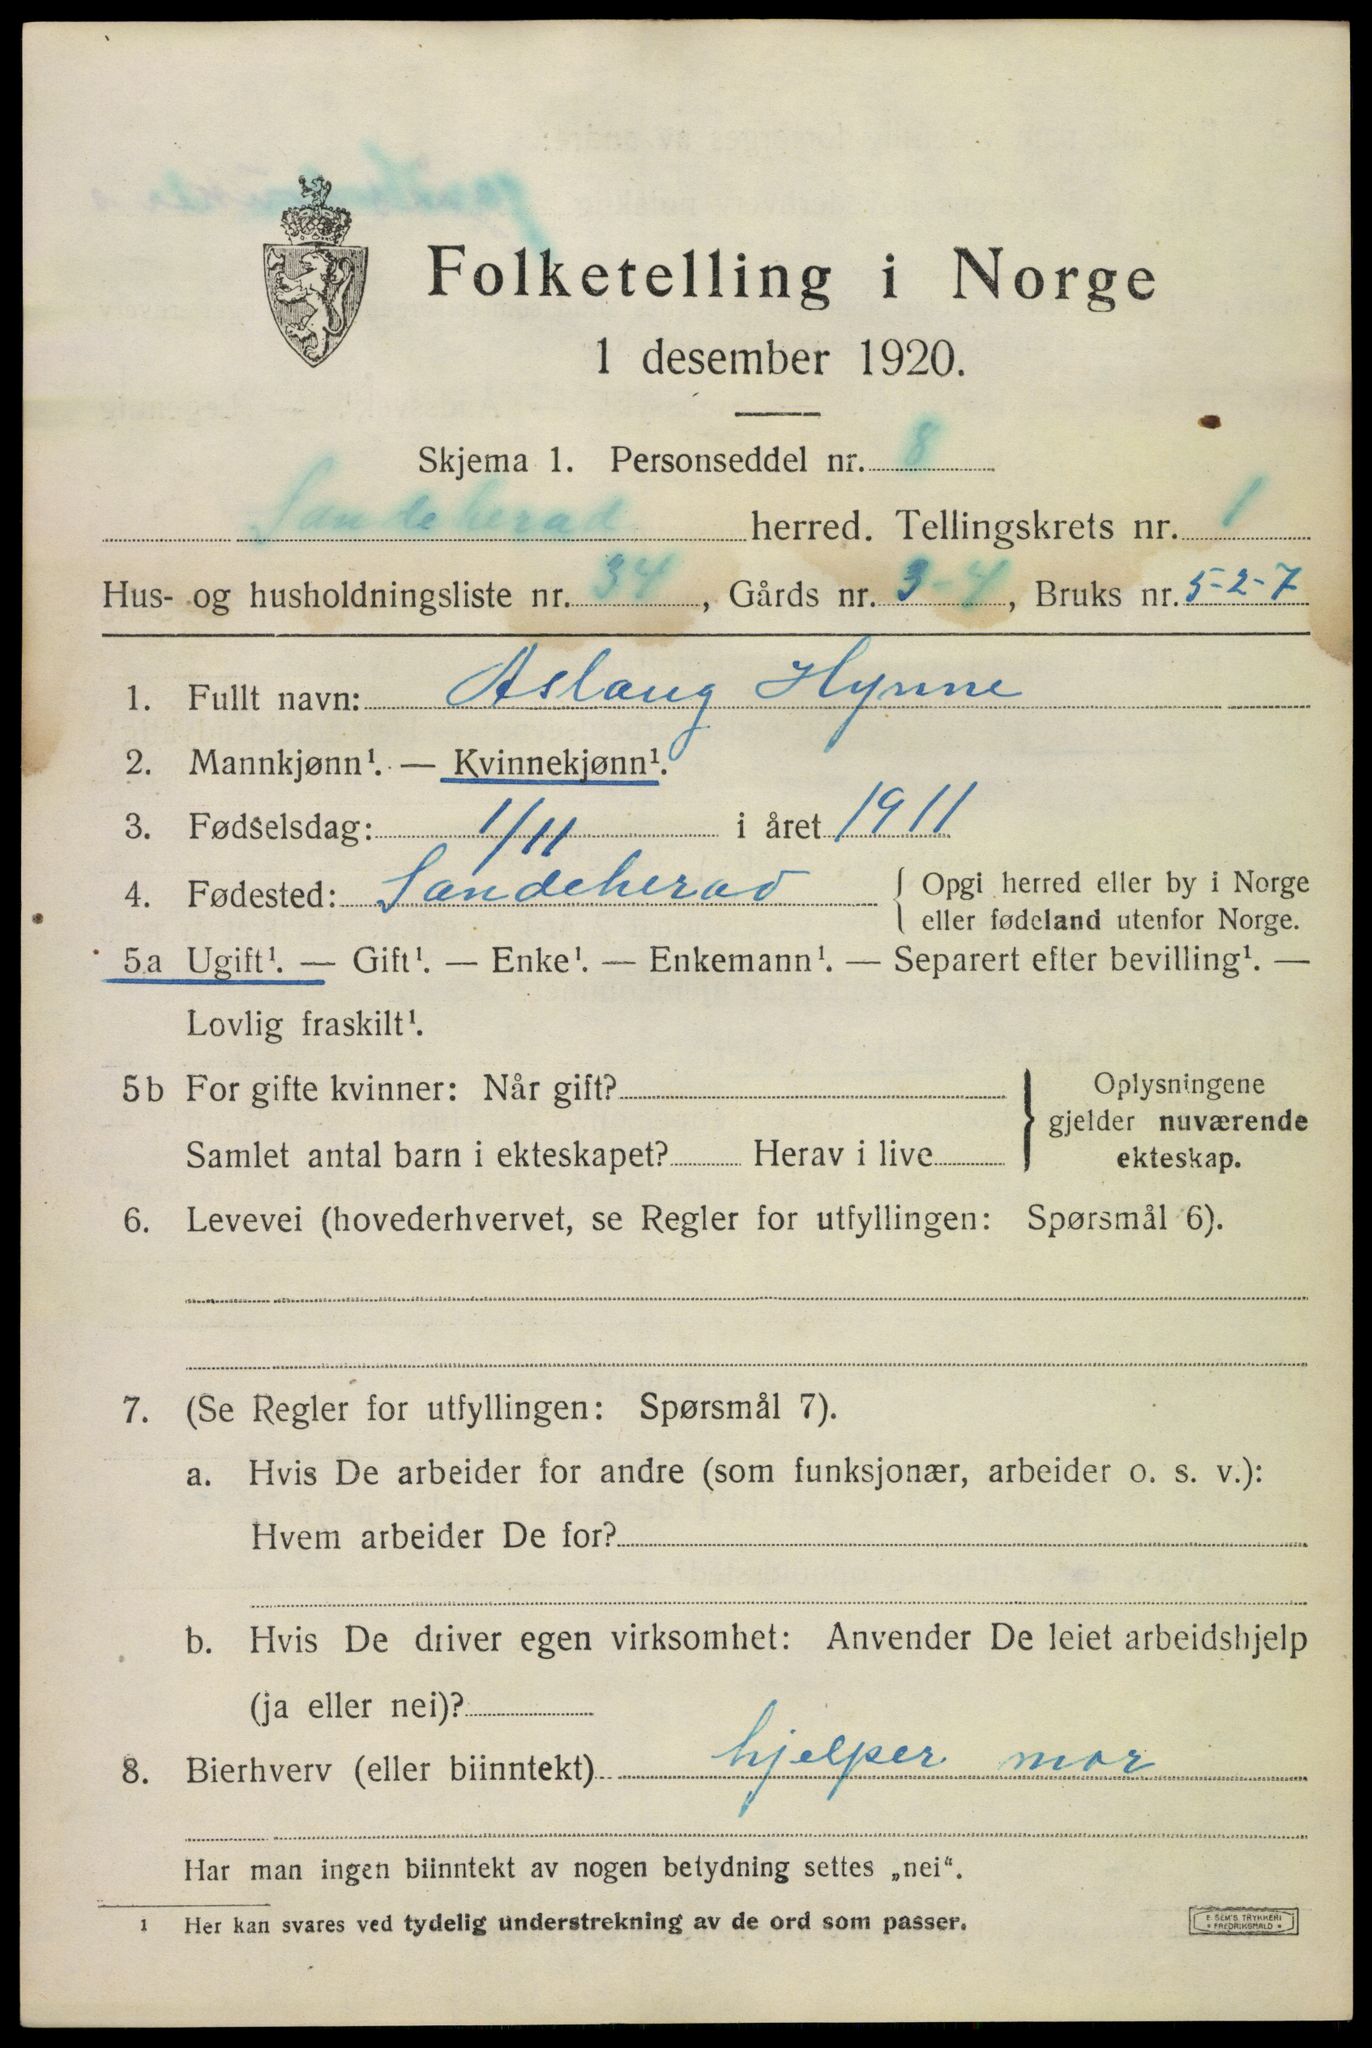 Folketelling i Norge
1 desember 1920.
Skjema 1. Personseddel nr. 8
Sandeherad herred. Tellingskrets nr. 1
Hus- og husholdningsliste nr. 34, Gårds nr. 3-4, Bruks nr. 5-2-7
1. Fullt navn: Aslaug Hynne
2. Mannkjønn¹. — Kvinnekjønn¹.
3. Fødselsdag: 1/11 i året 1911
4. Fødested: Sandeherad { Opgi herred eller by i Norge
eller fødeland utenfor Norge.
5a Ugift¹. — Gift¹. — Enke¹. — Enkemann¹. — Separert efter bevilling¹. —
Lovlig fraskilt¹.
5b For gifte kvinner: Når gift?
Samlet antal barn i ekteskapet? Herav i live
} Oplysningene
gjelder nuværende
ekteskap.
6. Levevei (hovederhvervet, se Regler for utfyllingen: Spørsmål 6).
7. (Se Regler for utfyllingen: Spørsmål 7).
a. Hvis De arbeider for andre (som funksjonær, arbeider o. s. v.):
Hvem arbeider De for?
b. Hvis De driver egen virksomhet: Anvender De leiet arbeidshjelp
(ja eller nei)?
8. Bierhverv (eller biinntekt) hjelper mor
Har man ingen biinntekt av nogen betydning settes „nei“.
¹ Her kan svares ved tydelig understrekning av de ord som passer.
E. SEM'S TRYKKERI
* FREDRIKSHALD *